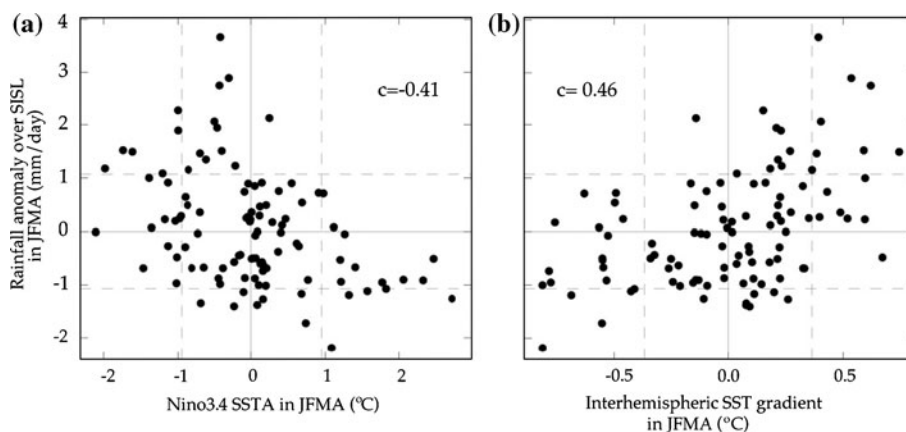 (a)
Rainfall anomaly over SISL
in JFMA (mm/day)
4
3
2
1
0
-1
-2
c=-0.41
-2
-1
0
1
2
Nino3.4 SSTA in JFMA (°C)
(b)
c= 0.46
-0.5
0.0
0.5
Interhemispheric SST gradient
in JFMA (°C)